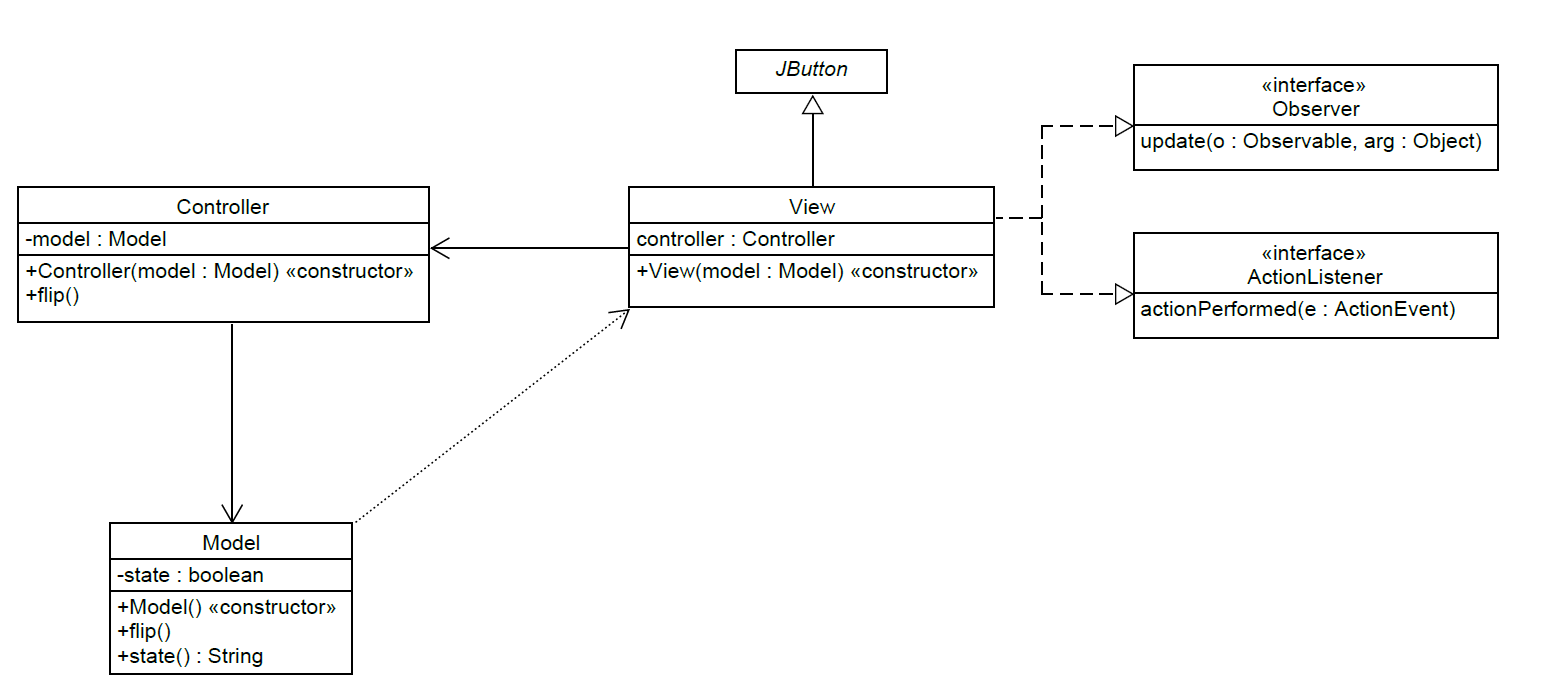 JButton
«interface»
Observer
update(o : Observable, arg : Object)
Controller
-model : Model
+Controller(model : Model) «constructor»
+flip()
View
controller : Controller
+View(model : Model) «constructor»
«interface»
ActionListener
actionPerformed(e : ActionEvent)
Model
-state : boolean
+Model() «constructor»
+flip()
+state() : String